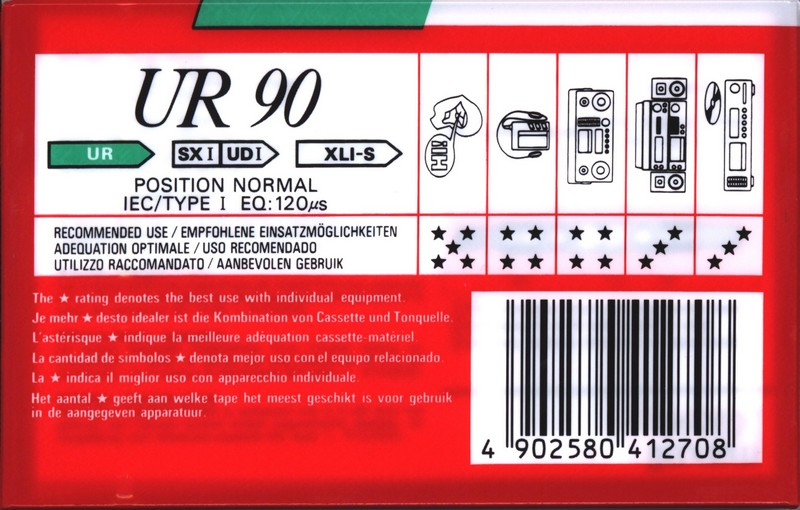 UR 90
UR SX I UD I XLI-S
POSITION NORMAL
IEC/TYPE I EQ:120μs
RECOMMENDED USE / EMPFOHLENE EINSATZMÖGLICHKEITEN
ADEQUATION OPTIMALE / USO RECOMENDADO
UTILIZZO RACCOMANDATO / AANBEVOLEN GEBRUIK
HI
The ★ rating denotes the best use with individual equipment.
Je mehr ★ desto idealer ist die Kombination von Cassette und Tonquelle.
L'astérisque ★ indique la meilleure adéquation cassette-matériel.
La cantidad de simbolos ★ denota mejor uso con el equipo relacionado.
La ★ indica il miglior uso con apparecchio individuale.
Het aantal ★ geeft aan welke tape het meest geschikt is voor gebruik
in de aangegeven apparatuur.
4 902580 412708